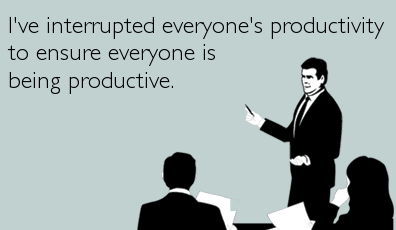 I've interrupted everyone's productivity
to ensure everyone is
being productive.